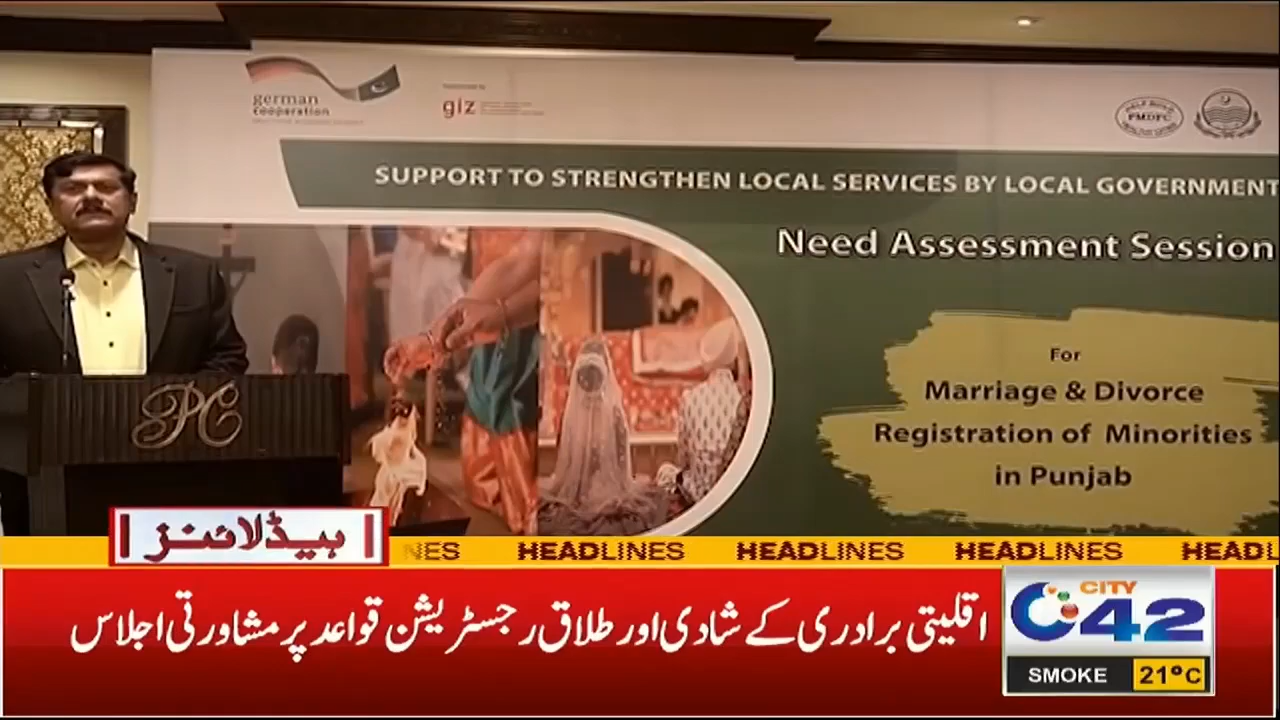 german
cooperation
giz
PMDFC
SUPPORT TO STRENGTHEN LOCAL SERVICES BY LOCAL GOVERNMENT
Need Assessment Session
For
Marriage & Divorce
Registration of Minorities
in Punjab
PC
ہیڈلائنز
NES HEADLINES HEADLINES HEADLINES HEADL
اقلیتی برادری کے شادی اور طلاق رجسٹریشن قواعد پر مشاورتی اجلاس
CITY
42
SMOKE 21°C